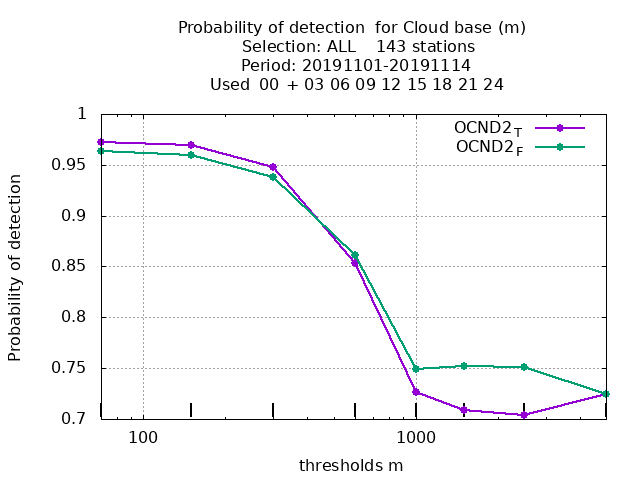 Probability of detection  for Cloud base (m)
Selection: ALL    143 stations
Period: 20191101-20191114
Used  00 + 03 06 09 12 15 18 21 24
1
0.95
0.9
0.85
0.8
0.75
0.7
Probability of detection
OCND2_T
OCND2_F
100
1000
thresholds m